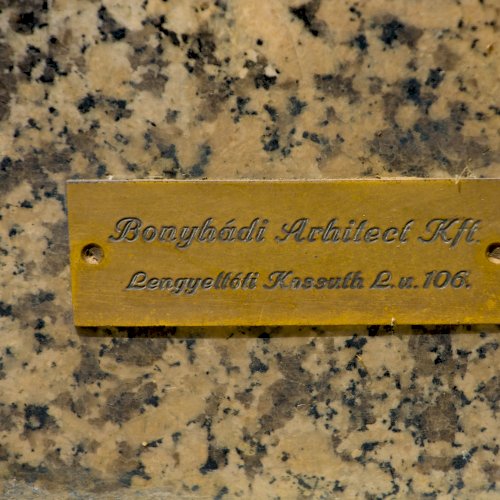 Bonyhádi Arhitect Kft
Lengyeltóti Kossuth L.u.106.